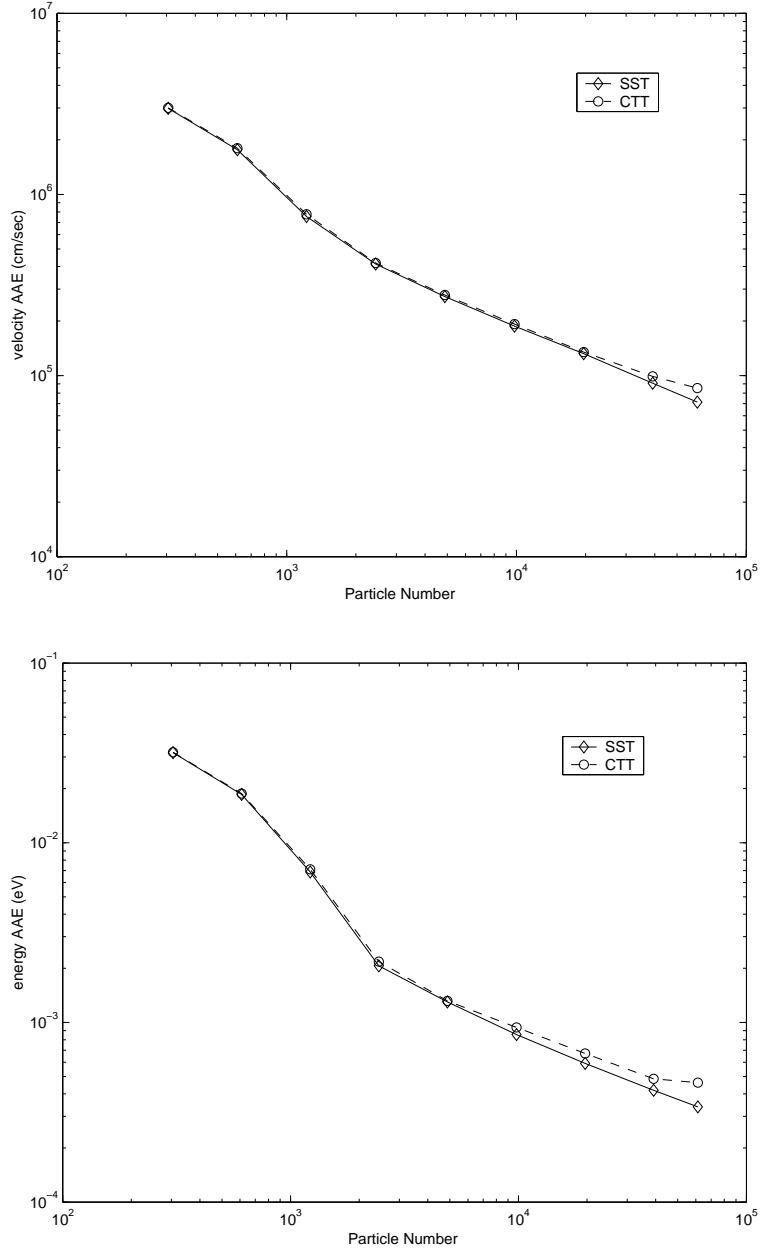 10^7
10^6
10^5
10^4
velocity AAE (cm/sec)
SST
CTT
10^2 10^3 10^4 10^5
Particle Number
10^−1
10^−2
10^−3
10^−4
energy AAE (eV)
SST
CTT
10^2 10^3 10^4 10^5
Particle Number